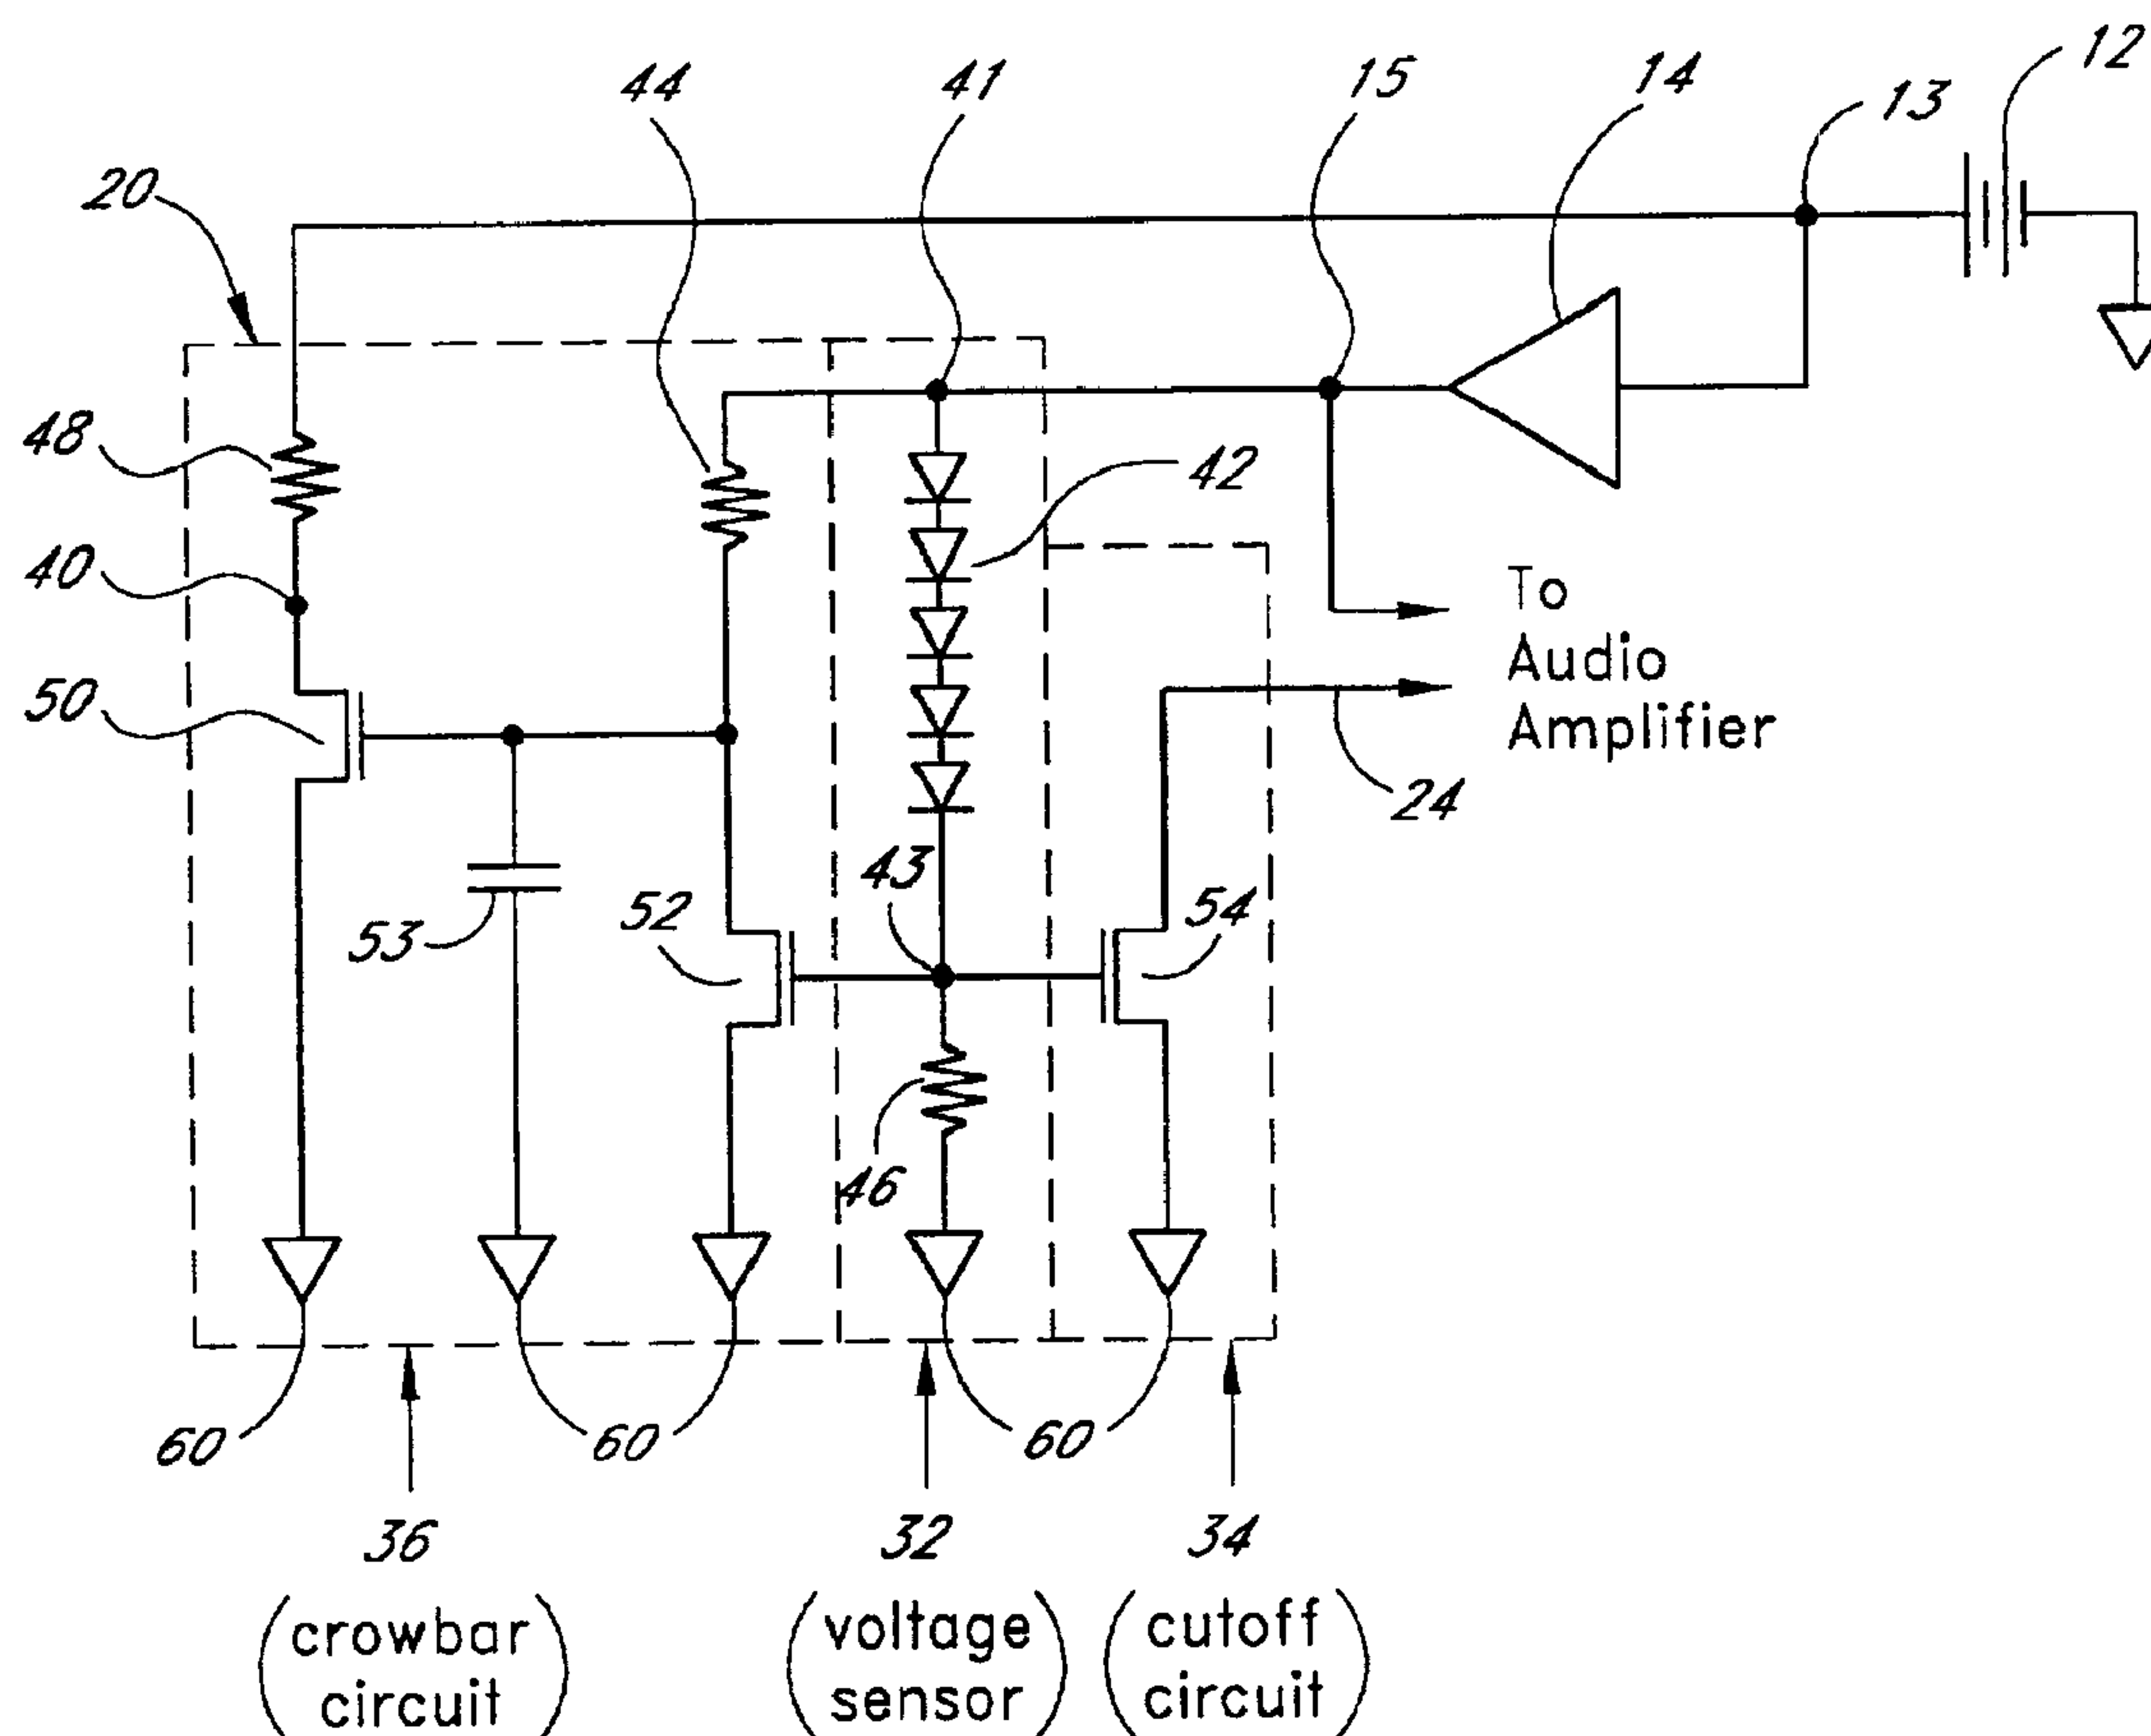 12
44
41
15
14
13
20
48
42
40
To
Audio
Amplifier
50
24
43
52
54
53
46
60
60
60
36
32
34
(crowbar
circuit)
(voltage
sensor)
(cutoff
circuit)